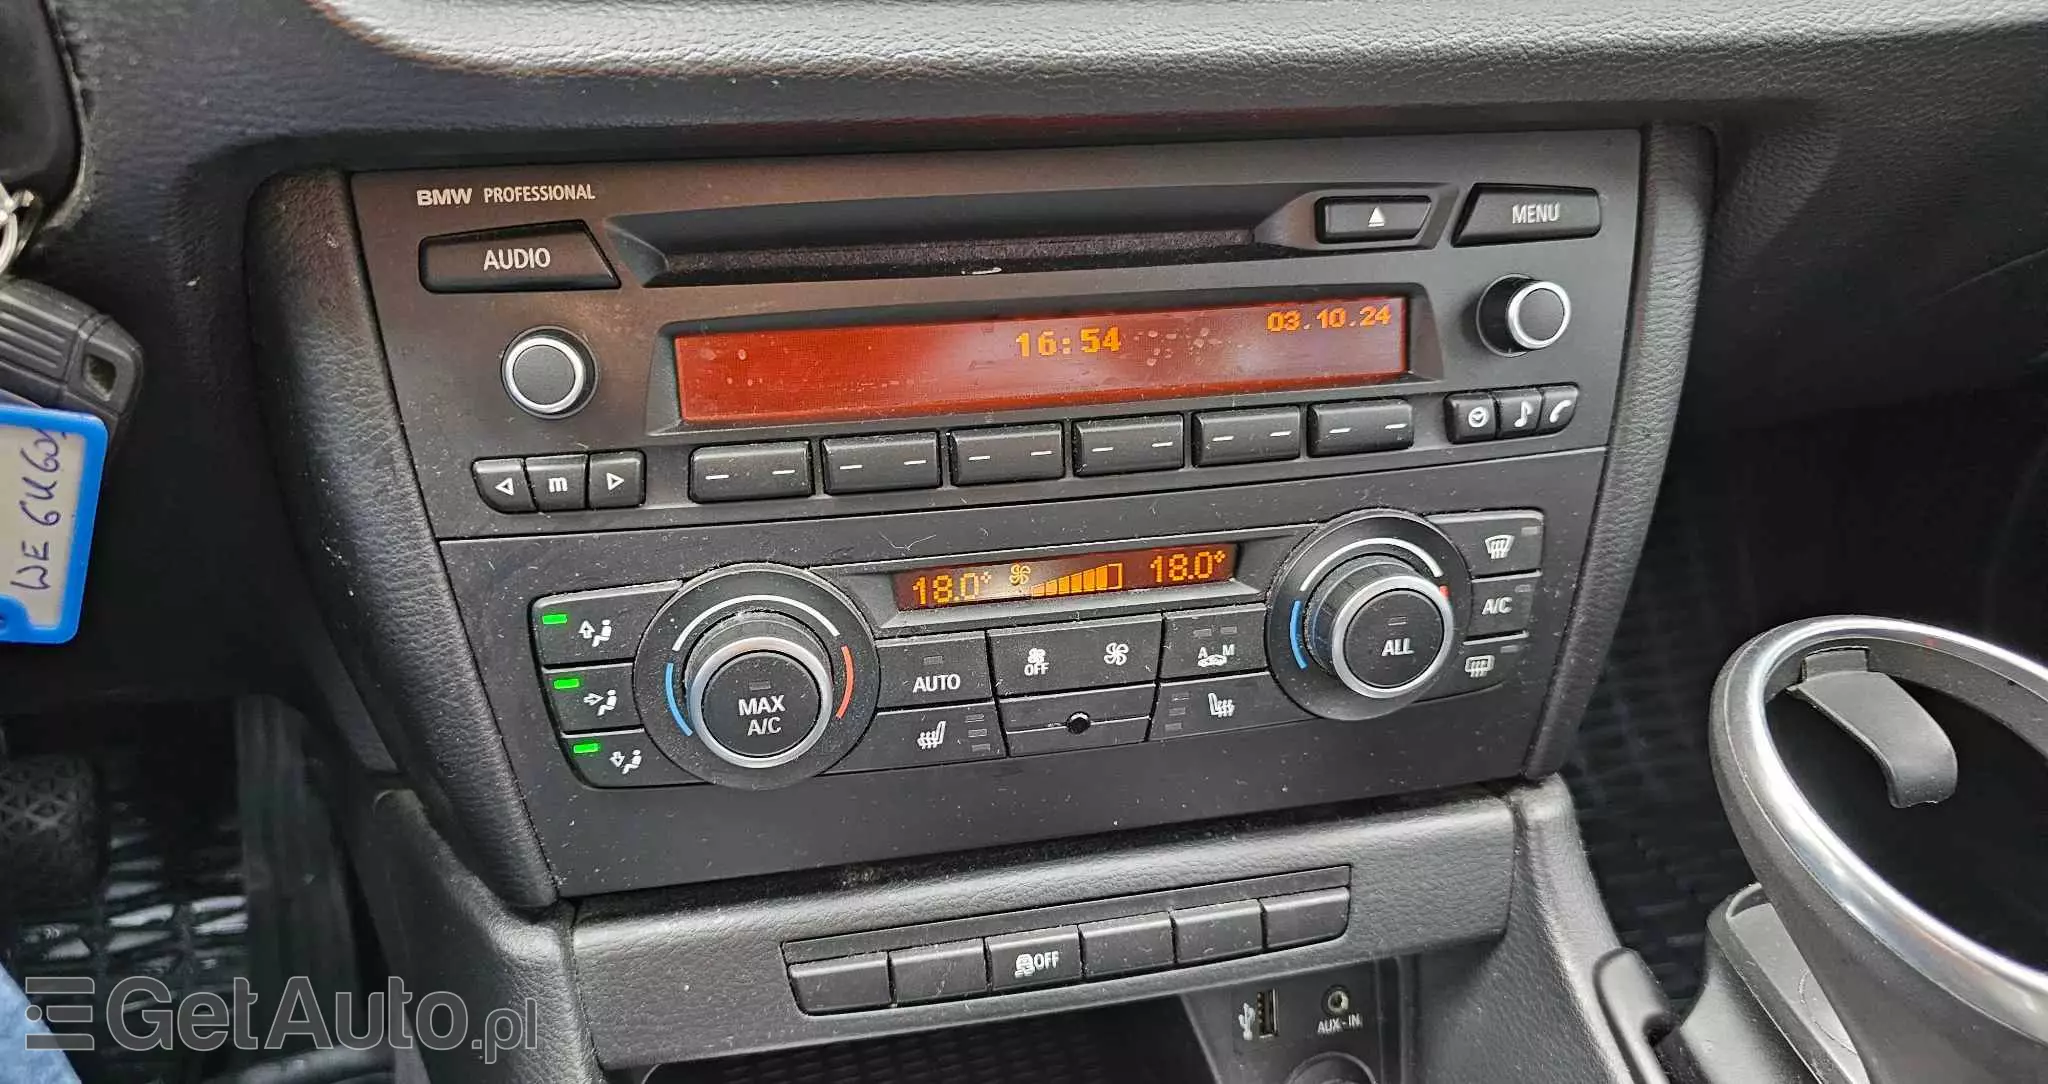 BMW PROFESSIONAL
AUDIO
MENU
16:54
03.10.24
m
18.0°
18.0°
MAX
A/C
AUTO
OFF
A M
ALL
A/C
OFF
AUX-IN
GetAuto.pl